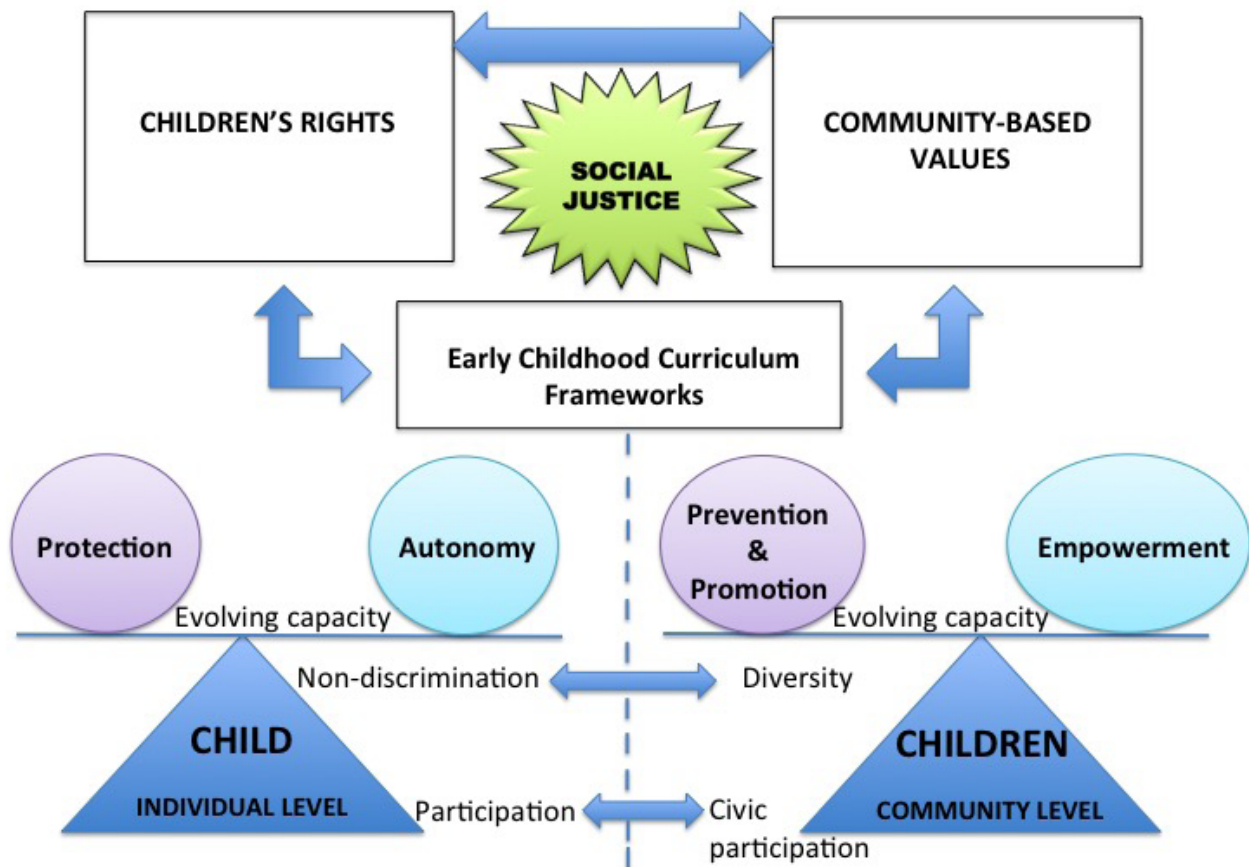 CHILDREN’S RIGHTS
SOCIAL
JUSTICE
COMMUNITY-BASED
VALUES
Early Childhood Curriculum
Frameworks
Protection
Autonomy
Evolving capacity
Prevention
&
Promotion
Empowerment
Evolving capacity
Non-discrimination
Diversity
CHILD
INDIVIDUAL LEVEL
CHILDREN
COMMUNITY LEVEL
Participation
Civic
participation